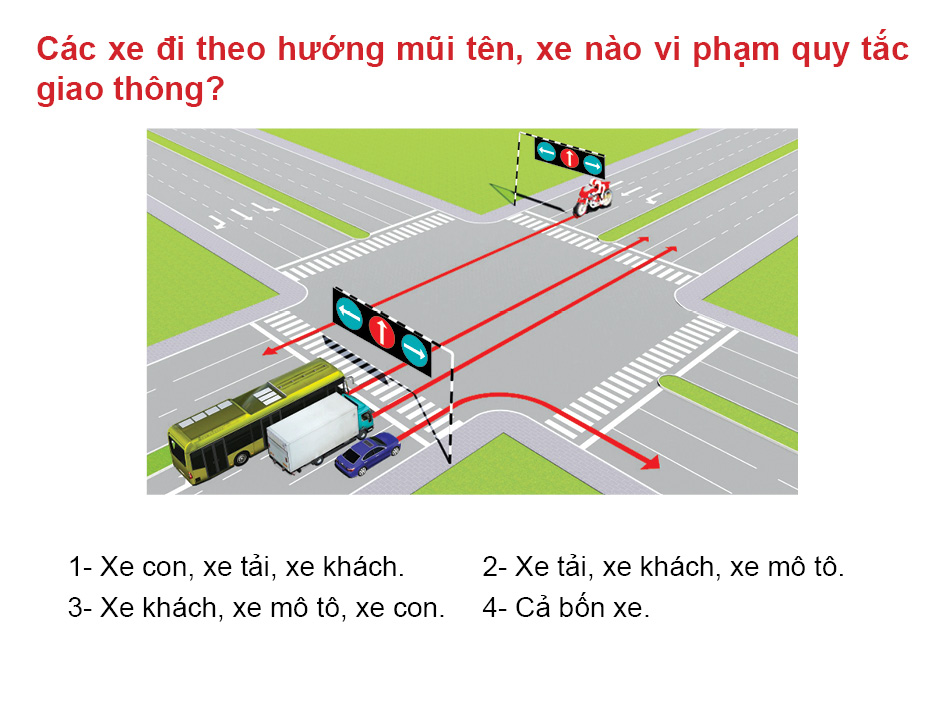 Các xe đi theo hướng mũi tên, xe nào vi phạm quy tắc
giao thông?
1- Xe con, xe tải, xe khách.
2- Xe tải, xe khách, xe mô tô.
3- Xe khách, xe mô tô, xe con.
4- Cả bốn xe.